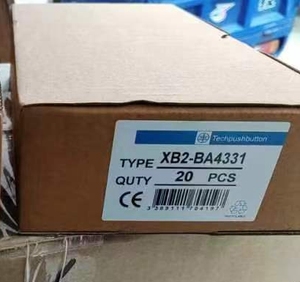 Techpushbutton
TYPE XB2-BA4331
QUTY 20 PCS
CE